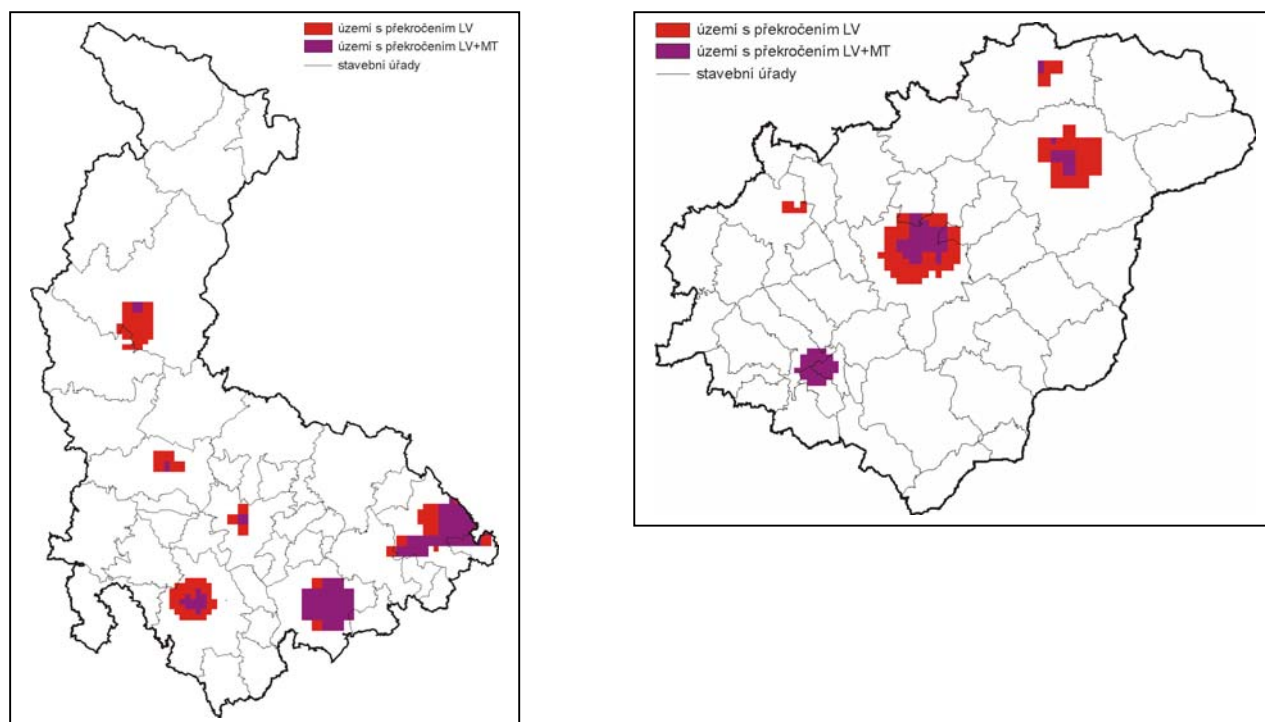 území s překročením LV
území s překročením LV+MT
stavební úřady
území s překročením LV
území s překročením LV+MT
stavební úřady